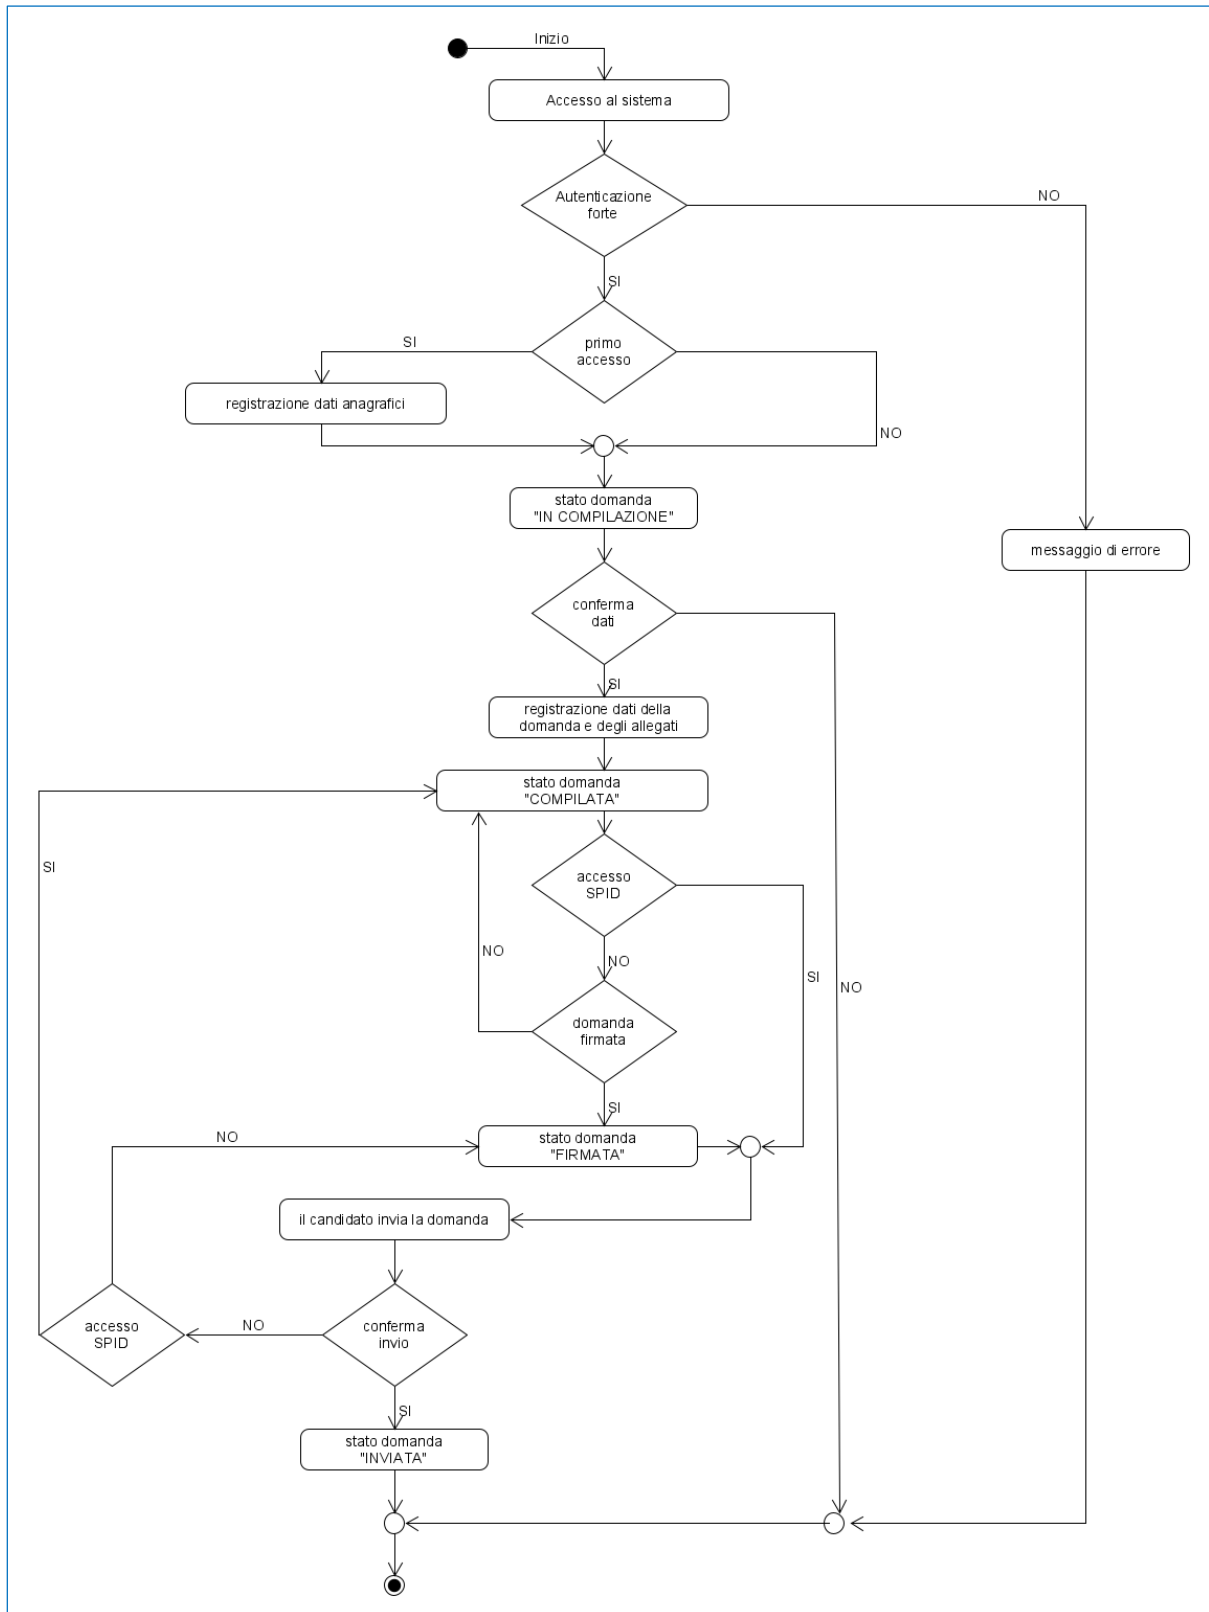 Inizio
Accesso al sistema
Autenticazione
forte
NO
SI
primo
accesso
SI
registrazione dati anagrafici
NO
stato domanda
"IN COMPILAZIONE"
messaggio di errore
conferma
dati
SI
registrazione dati della
domanda e degli allegati
stato domanda
"COMPILATA"
SI
accesso
SPID
NO
NO
SI
NO
domanda
firmata
SI
NO
stato domanda
"FIRMATA"
il candidato invia la domanda
accesso
SPID
NO
conferma
invio
SI
stato domanda
"INVIATA"